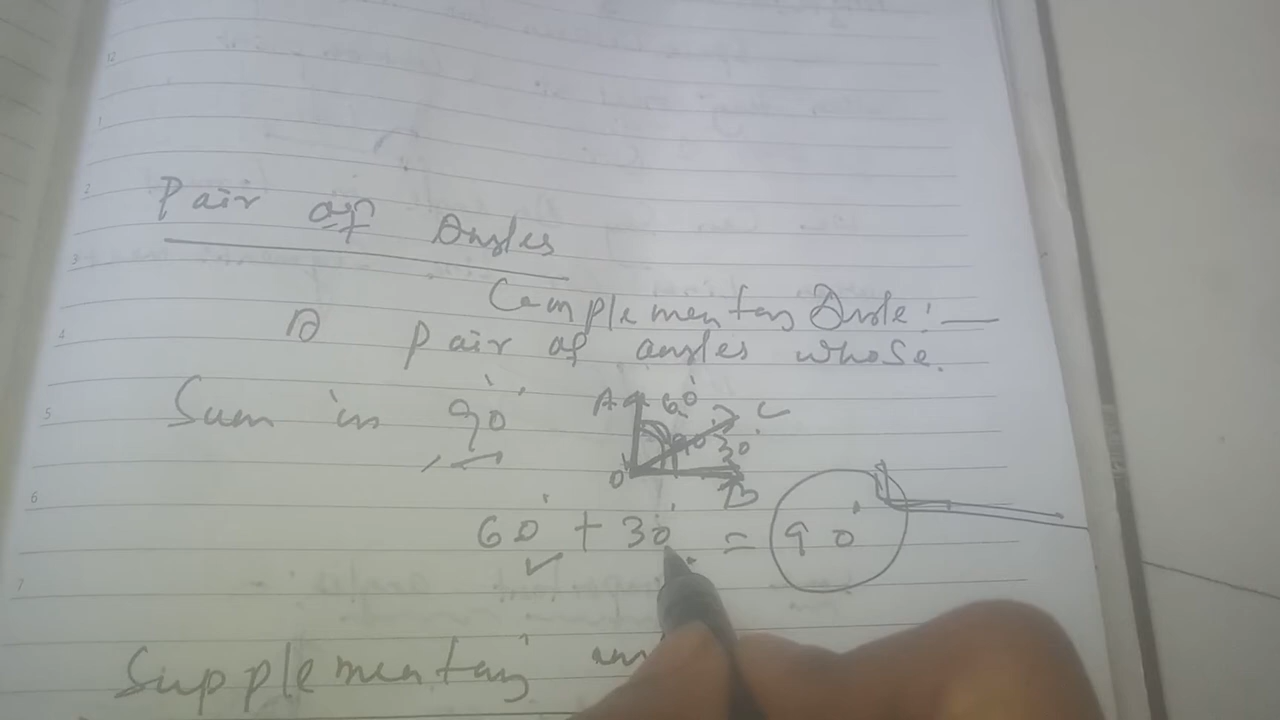 Pair of Angles
Complementary Angle:—
A pair of angles whose
Sum is 90°
A 60° C
90° 30°
O B
60° + 30° = 90°
Supplementary